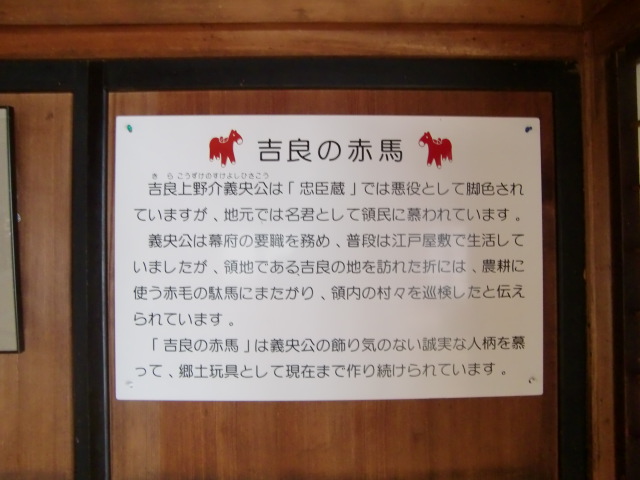 吉良の赤馬
きら こうずけのすけよしひさこう
吉良上野介義央公は「忠臣蔵」では悪役として脚色され
ていますが、地元では名君として領民に慕われています。
義央公は幕府の要職を務め、普段は江戸屋敷で生活して
いましたが、領地である吉良の地を訪れた折には、農耕に
使う赤毛の駄馬にまたがり、領内の村々を巡検したと伝え
られています。
「吉良の赤馬」は義央公の飾り気のない誠実な人柄を慕
って、郷土玩具として現在まで作り続けられています。